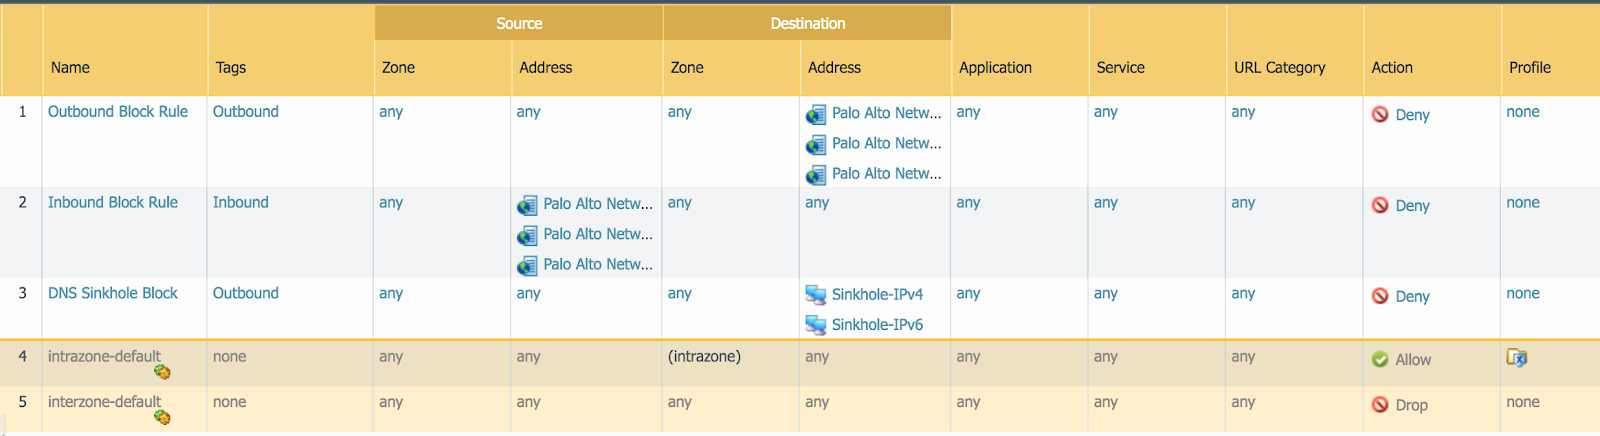 Source Destination
Name Tags Zone Address Zone Address Application Service URL Category Action Profile
1 Outbound Block Rule Outbound any any any Palo Alto Netw... any any any Deny none
Palo Alto Netw...
Palo Alto Netw...
2 Inbound Block Rule Inbound any Palo Alto Netw... any any any any any Deny none
Palo Alto Netw...
Palo Alto Netw...
3 DNS Sinkhole Block Outbound any any any Sinkhole-IPv4 any any any Deny none
Sinkhole-IPv6
4 intrazone-default none any any (intrazone) any any any any Allow
5 interzone-default none any any any any any any any Drop none